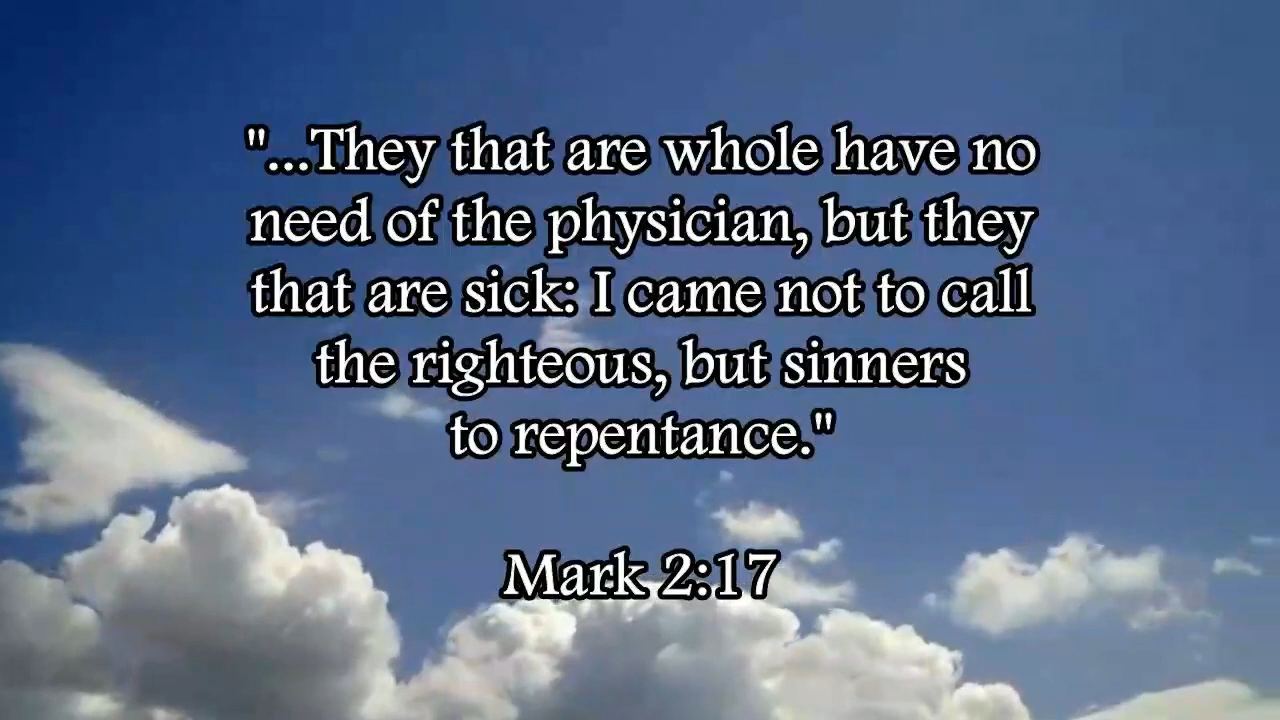 "...They that are whole have no
need of the physician, but they
that are sick: I came not to call
the righteous, but sinners
to repentance."
Mark 2:17